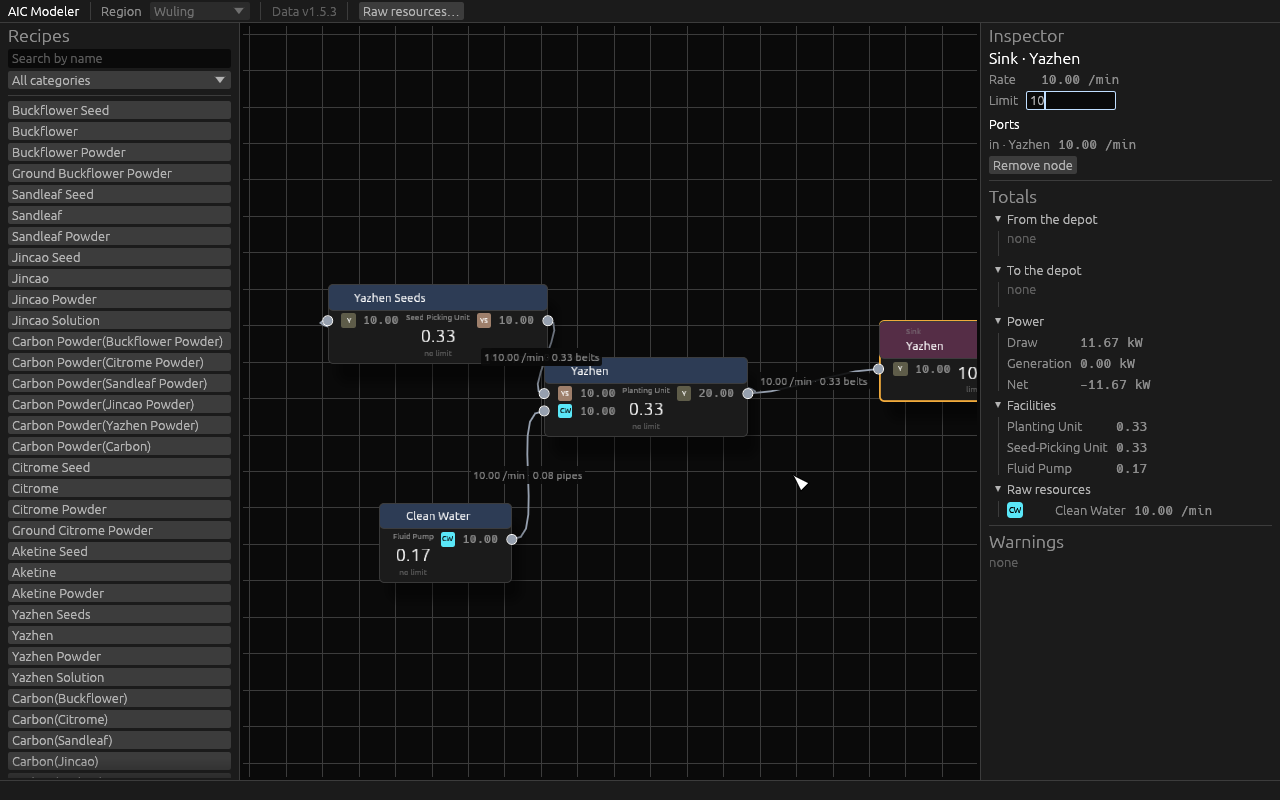 AIC Modeler Region Wuling Data v1.5.3 Raw resources...
Recipes
Search by name
All categories
Buckflower Seed
Buckflower
Buckflower Powder
Ground Buckflower Powder
Sandleaf Seed
Sandleaf
Sandleaf Powder
Jincao Seed
Jincao
Jincao Powder
Jincao Solution
Carbon Powder(Buckflower Powder)
Carbon Powder(Citrome Powder)
Carbon Powder(Sandleaf Powder)
Carbon Powder(Jincao Powder)
Carbon Powder(Yazhen Powder)
Carbon Powder(Carbon)
Citrome Seed
Citrome
Citrome Powder
Ground Citrome Powder
Aketine Seed
Aketine
Aketine Powder
Yazhen Seeds
Yazhen
Yazhen Powder
Yazhen Solution
Carbon(Buckflower)
Carbon(Citrome)
Carbon(Sandleaf)
Carbon(Jincao)
Yazhen Seeds
Y 10.00 Seed Picking Unit YS 10.00
0.33
no limit
1 10.00 /min · 0.33 belts
Yazhen
YS 10.00 Planting Unit Y 20.00
CW 10.00 0.33
no limit
10.00 /min · 0.33 belts
Sink
Yazhen
Y 10.00 10
lim
10.00 /min · 0.08 pipes
Clean Water
Fluid Pump CW 10.00
0.17
no limit
Inspector
Sink · Yazhen
Rate 10.00 /min
Limit 10
Ports
in · Yazhen 10.00 /min
Remove node
Totals
From the depot
none
To the depot
none
Power
Draw 11.67 kW
Generation 0.00 kW
Net −11.67 kW
Facilities
Planting Unit 0.33
Seed-Picking Unit 0.33
Fluid Pump 0.17
Raw resources
CW Clean Water 10.00 /min
Warnings
none